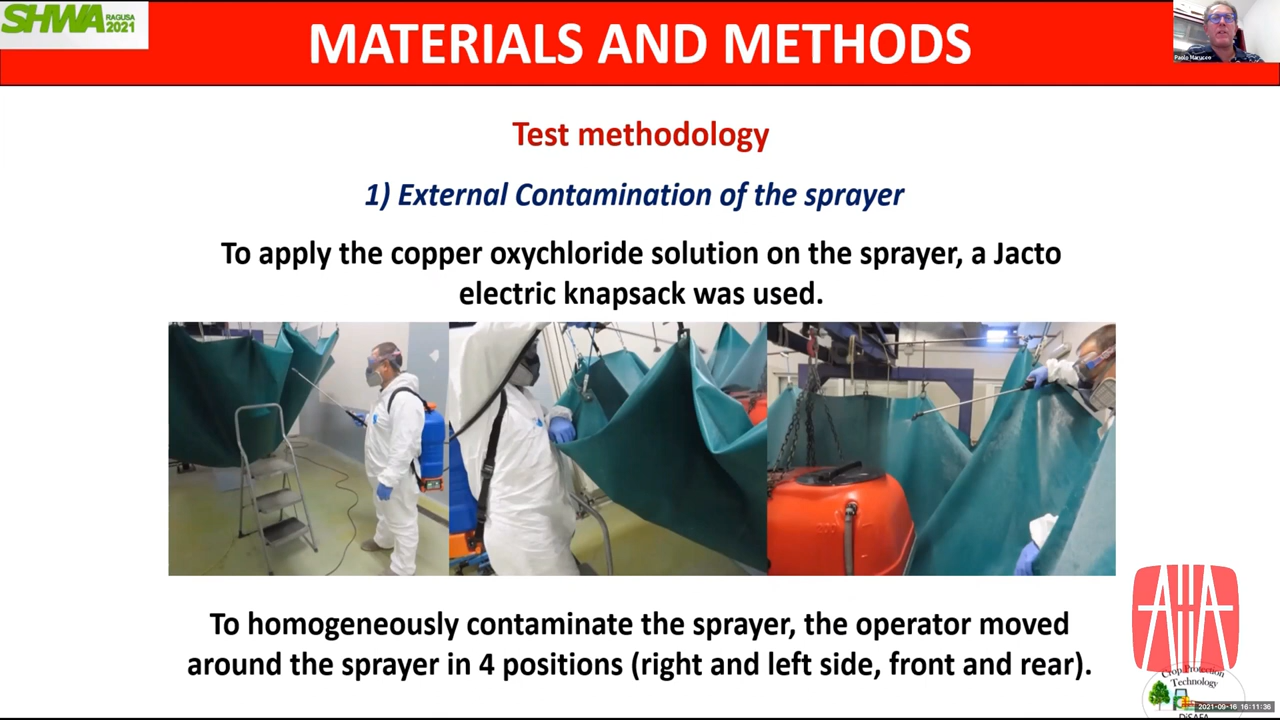 SHWA RAGUSA 2021
MATERIALS AND METHODS
Paolo Marucco
Test methodology
1) External Contamination of the sprayer
To apply the copper oxychloride solution on the sprayer, a Jacto
electric knapsack was used.
To homogeneously contaminate the sprayer, the operator moved
around the sprayer in 4 positions (right and left side, front and rear).
AIIA
Crop Protection
Technology
DiSAFA
2021-09-16 16:11:36